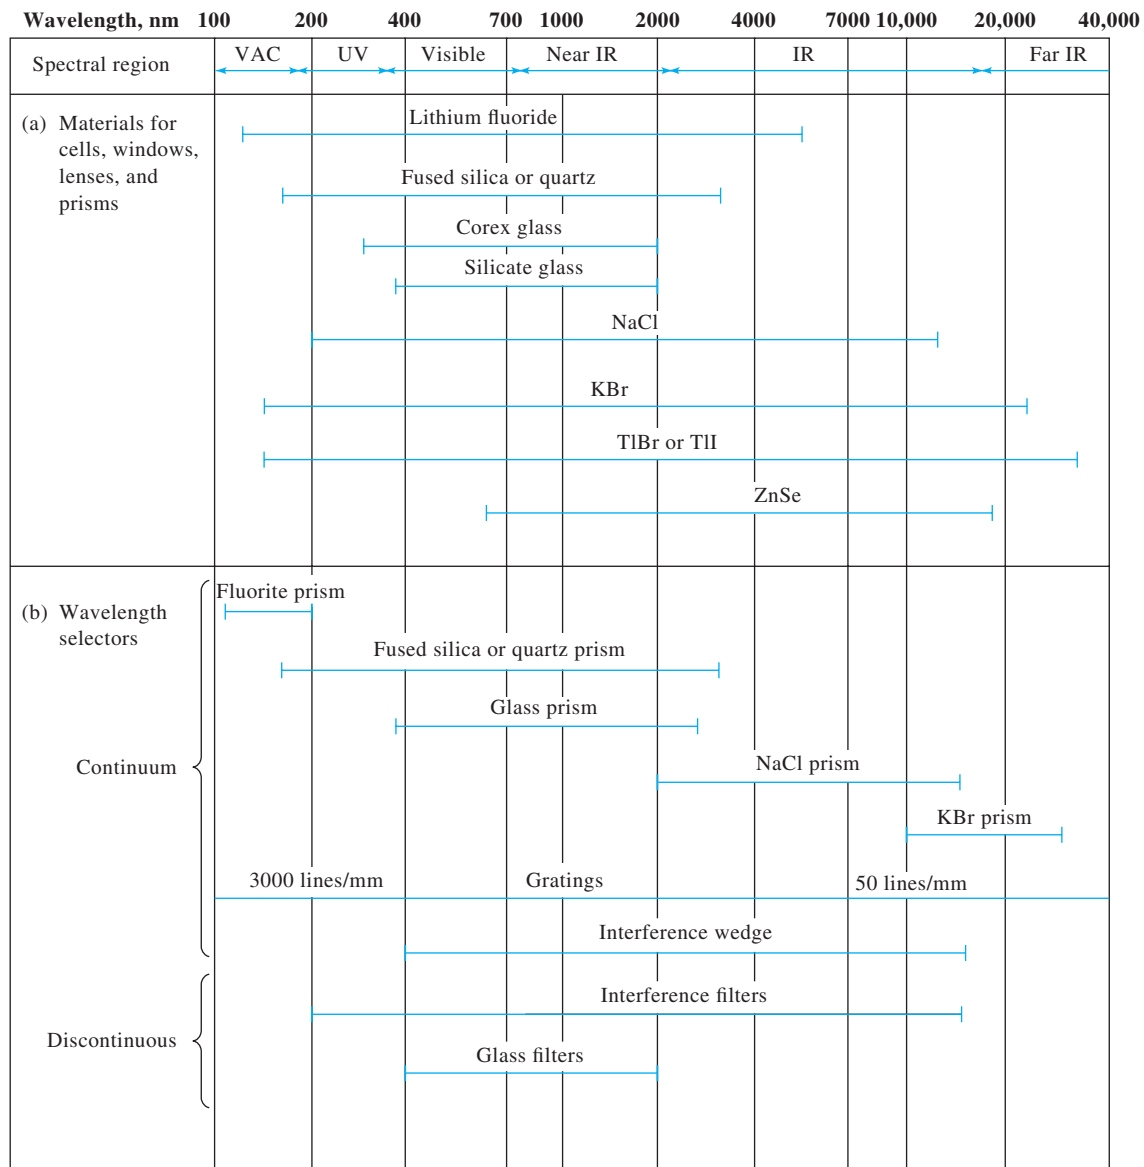 Wavelength, nm 100 200 400 700 1000 2000 4000 7000 10,000 20,000 40,000
Spectral region VAC UV Visible Near IR IR Far IR
(a) Materials for
cells, windows,
lenses, and
prisms
Lithium fluoride
Fused silica or quartz
Corex glass
Silicate glass
NaCl
KBr
TlBr or TlI
ZnSe
(b) Wavelength
selectors
Continuum
Fluorite prism
Fused silica or quartz prism
Glass prism
NaCl prism
KBr prism
3000 lines/mm Gratings 50 lines/mm
Interference wedge
Discontinuous
Interference filters
Glass filters